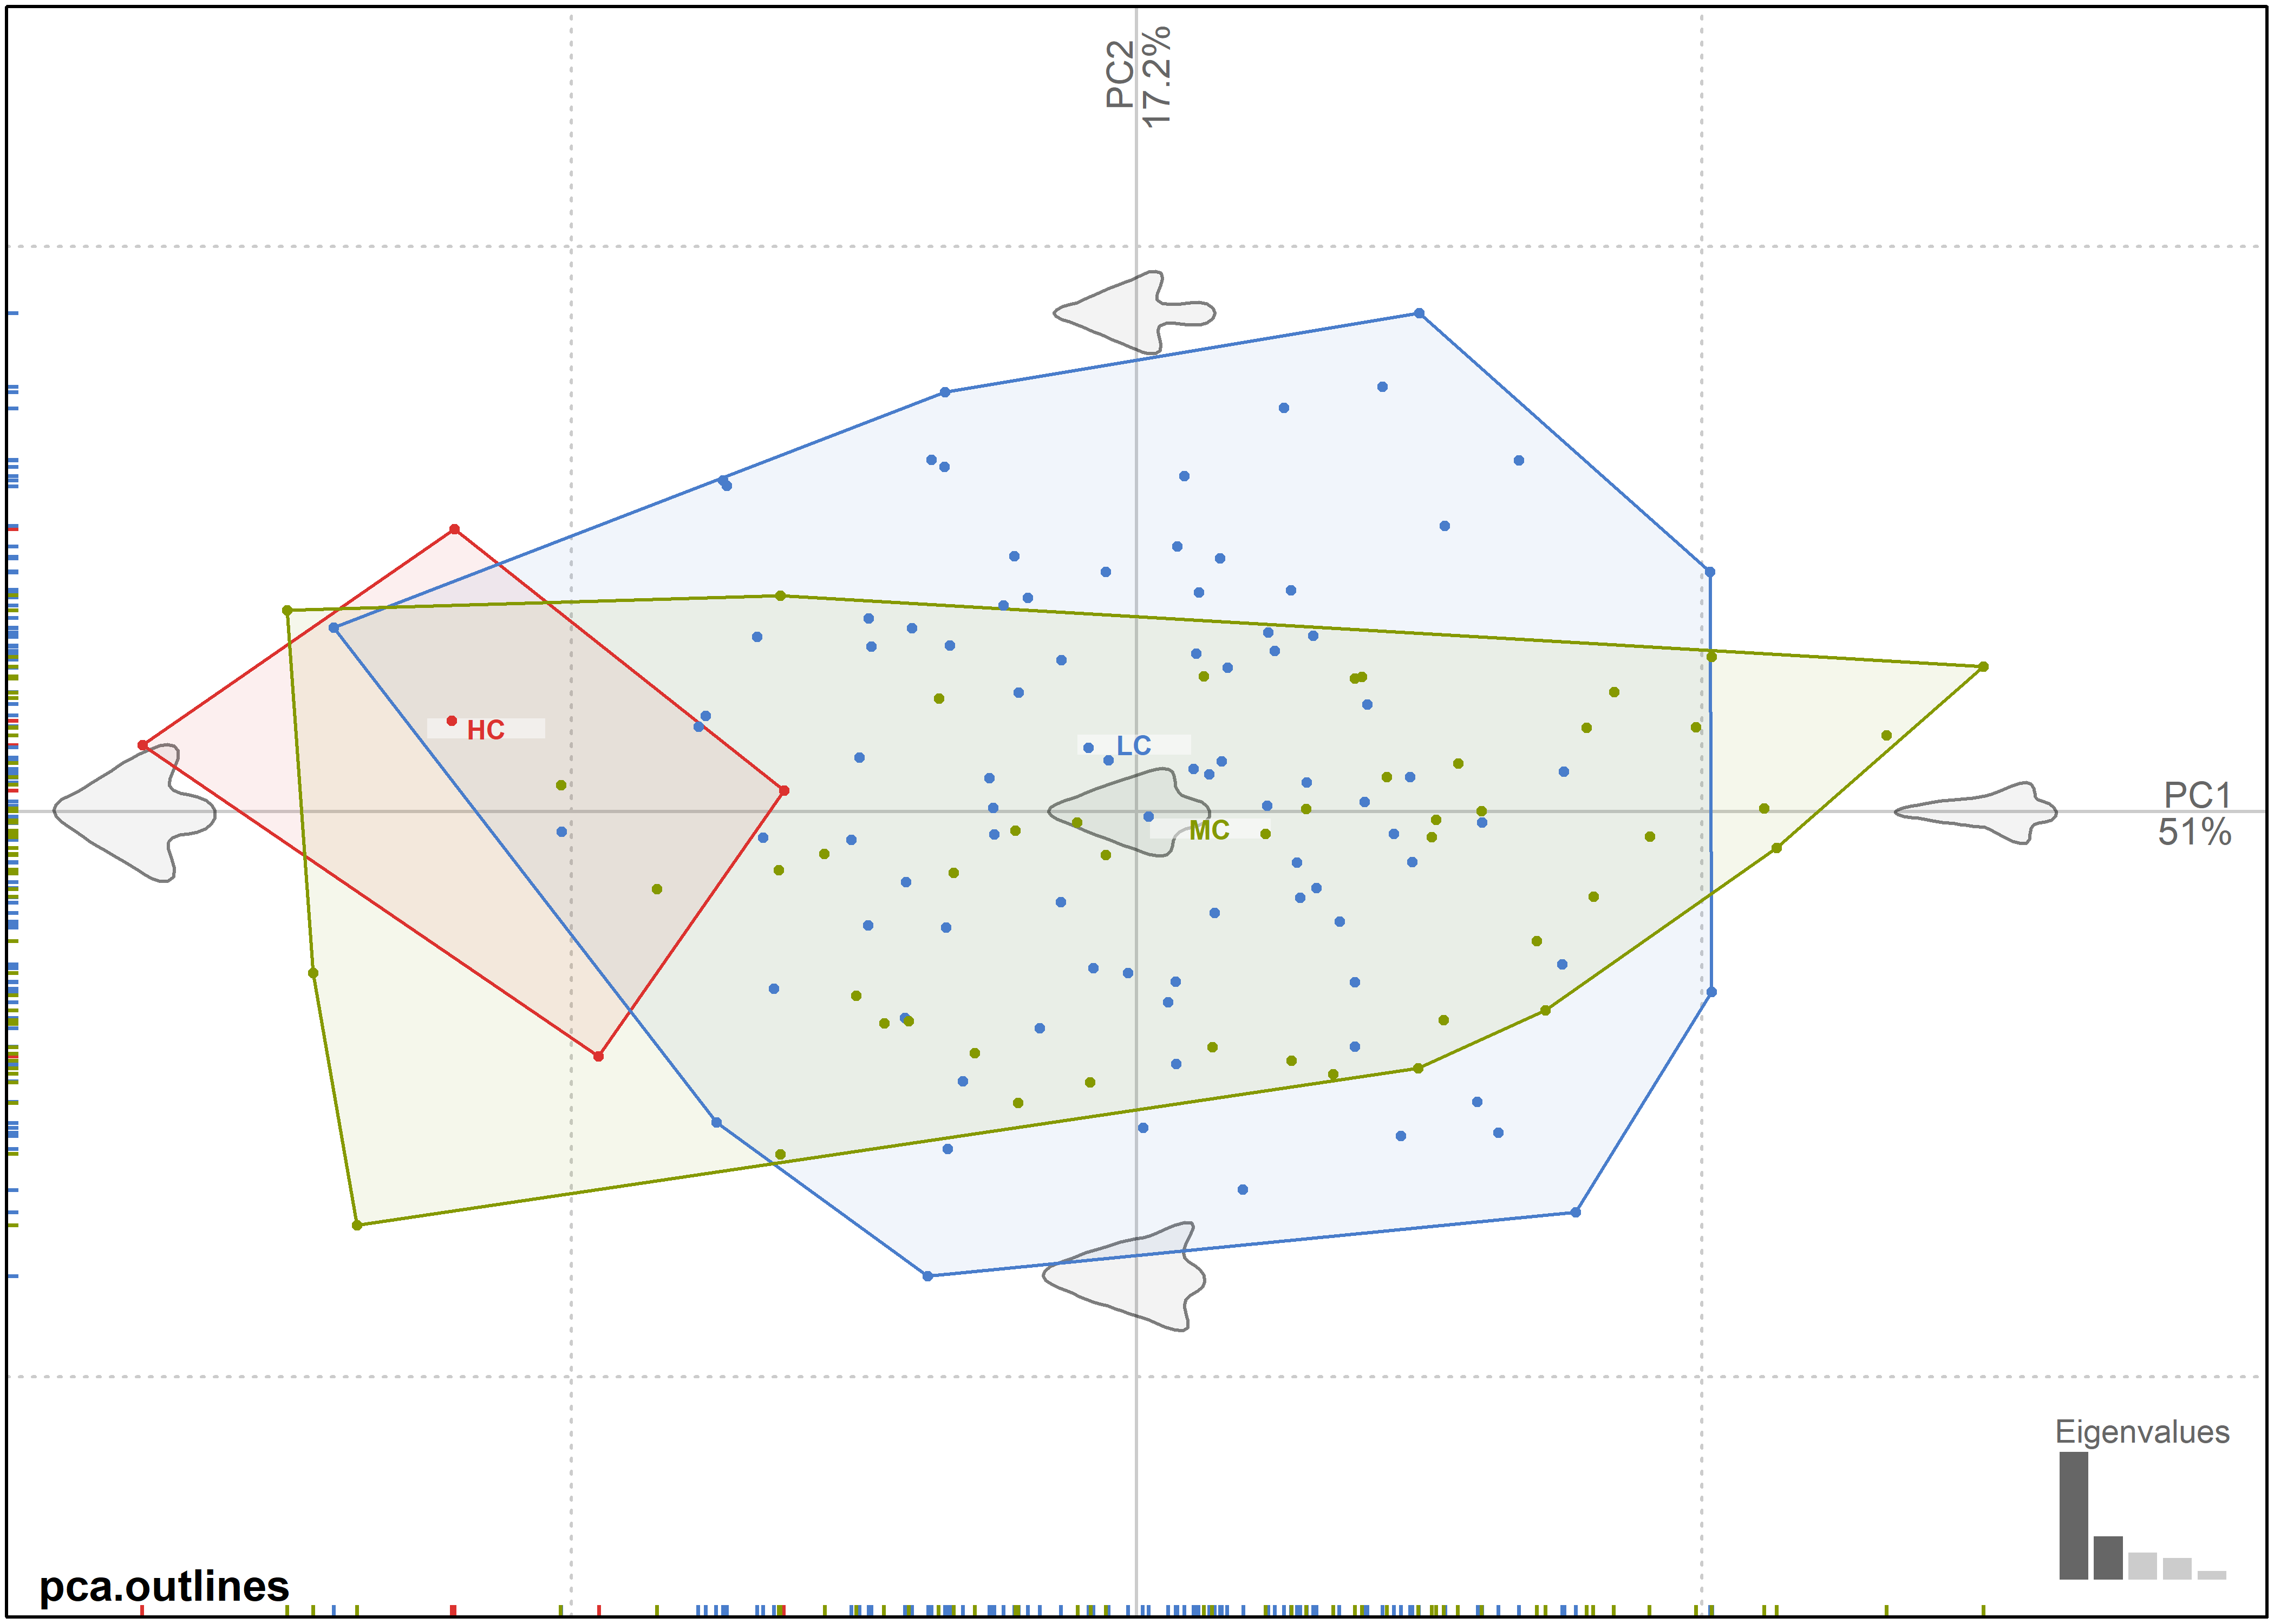 PC2
17.2%
HC
LC
MC
PC1
51%
Eigenvalues
pca.outlines